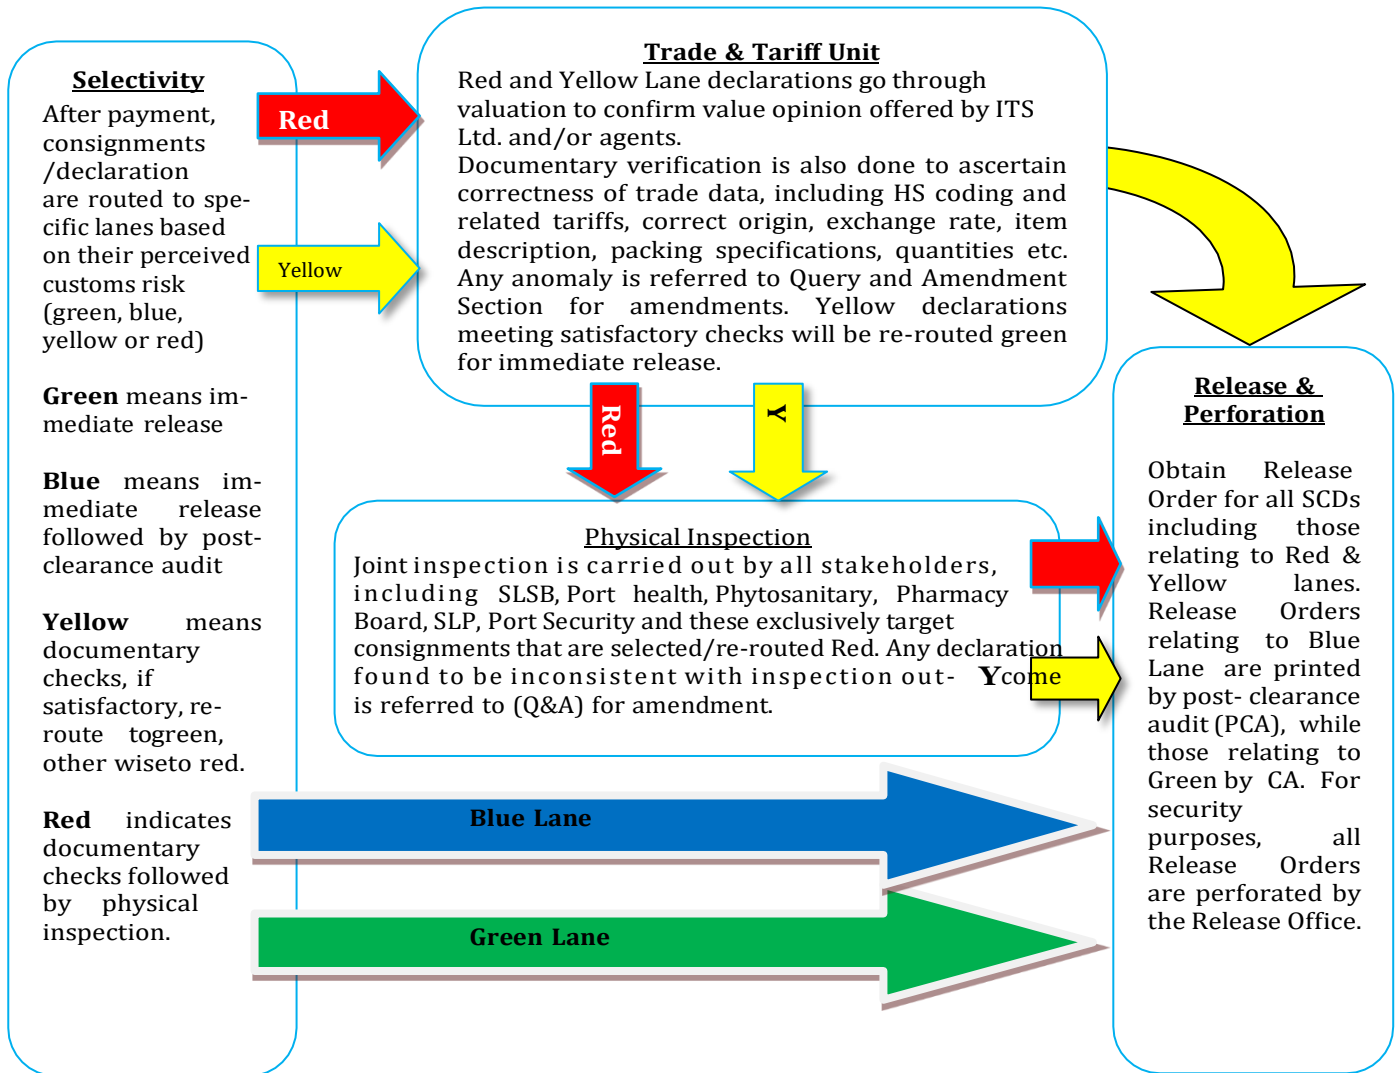 Selectivity
After payment,
consignments
/declaration
are routed to spe-
cific lanes based
on their perceived
customs risk
(green, blue,
yellow or red)
Green means im-
mediate release
Blue means im-
mediate release
followed by post-
clearance audit
Yellow means
documentary
checks, if
satisfactory, re-
route togreen,
other wiseto red.
Red indicates
documentary
checks followed
by physical
inspection.
Red
Yellow
Trade & Tariff Unit
Red and Yellow Lane declarations go through
valuation to confirm value opinion offered by ITS
Ltd. and/or agents.
Documentary verification is also done to ascertain
correctness of trade data, including HS coding and
related tariffs, correct origin, exchange rate, item
description, packing specifications, quantities etc.
Any anomaly is referred to Query and Amendment
Section for amendments. Yellow declarations
meeting satisfactory checks will be re-routed green
for immediate release.
Red
Y
Physical Inspection
Joint inspection is carried out by all stakeholders,
including SLSB, Port health, Phytosanitary, Pharmacy
Board, SLP, Port Security and these exclusively target
consignments that are selected/re-routed Red. Any declaration
found to be inconsistent with inspection out- Ycome
is referred to (Q&A) for amendment.
Blue Lane
Green Lane
Release &
Perforation
Obtain Release
Order for all SCDs
including those
relating to Red &
Yellow lanes.
Release Orders
relating to Blue
Lane are printed
by post- clearance
audit (PCA), while
those relating to
Green by CA. For
security
purposes, all
Release Orders
are perforated by
the Release Office.